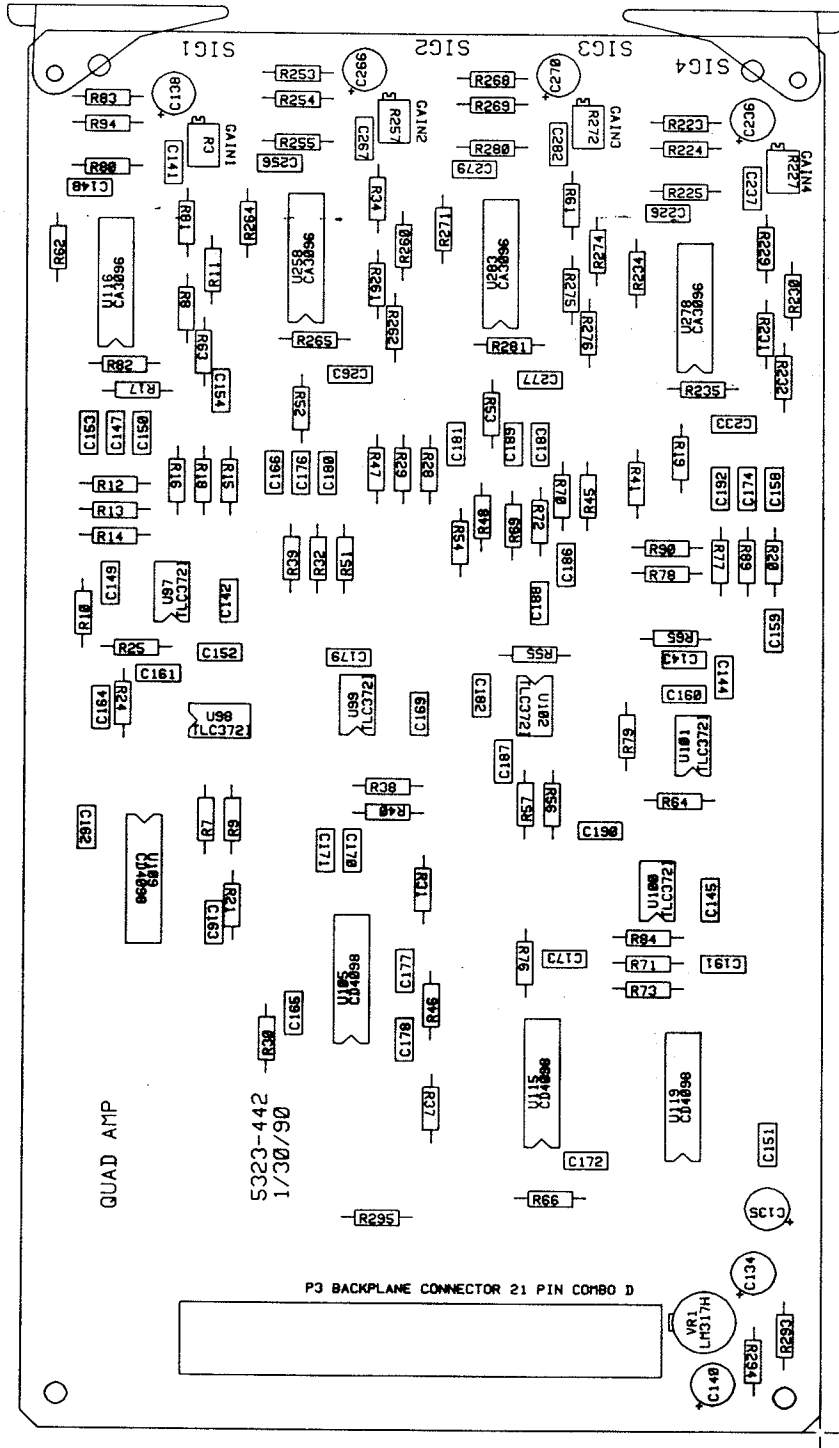 SIG1
SIG2
SIG3
SIG4
R83
R94
R80
C148
C138
C141
R3
GAIN1
R253
R254
R255
C256
C266
C267
R257
GAIN2
R268
R269
R280
C279
C270
C282
R272
GAIN3
R223
R224
R225
C226
C236
C237
R227
GAIN4
R62
U116
CA3096
R81
R11
R8
R63
R264
U258
CA3096
R34
R260
R261
R262
R271
U283
CA3096
R61
R274
R275
R276
R234
U278
CA3096
R229
R230
R231
R232
R82
R17
C154
R265
C263
R52
R281
C277
R53
R235
C233
C153
C147
C150
R12
R13
R14
R16
R18
R15
C166
C176
C180
R47
R29
R28
C181
C189
C183
R70
R45
R41
R19
C192
C174
C158
R39
R32
R51
R54
R48
R69
R72
C186
C188
R90
R78
R77
R89
R20
C149
R10
U97
TLC372
C142
R25
C152
C161
C164
R24
U98
TLC372
C179
U99
TLC372
C169
R55
C182
U102
TLC372
C187
R65
C143
C144
C159
C160
R79
U101
TLC372
R64
R38
R40
R57
R56
C190
C162
R7
R9
U109
CD4098
R21
C163
C171
C170
R31
U100
TLC372
C145
R84
R71
R73
C191
R76
C173
U105
CD4098
C177
R46
C178
C165
R30
R37
U115
CD4098
U119
CD4098
C151
C172
R66
C135
QUAD AMP
5323-442
1/30/90
R295
C134
P3 BACKPLANE CONNECTOR 21 PIN COMBO D
VR1
LM317H
R293
R294
C140